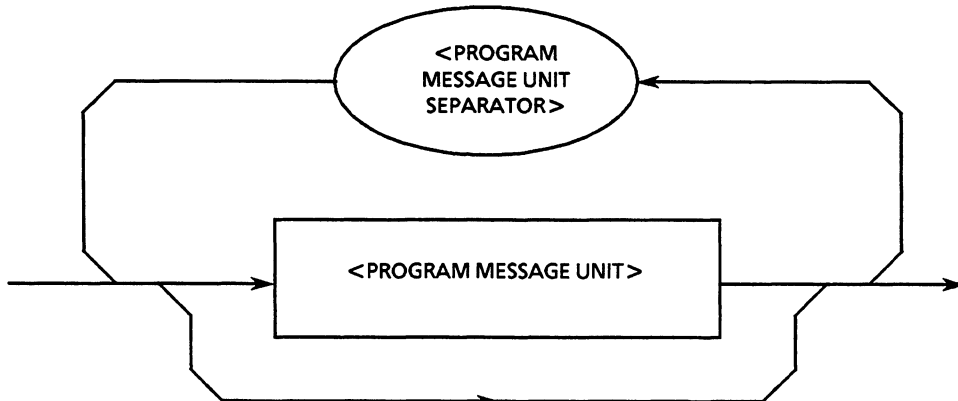 <PROGRAM
MESSAGE UNIT
SEPARATOR>
<PROGRAM MESSAGE UNIT>